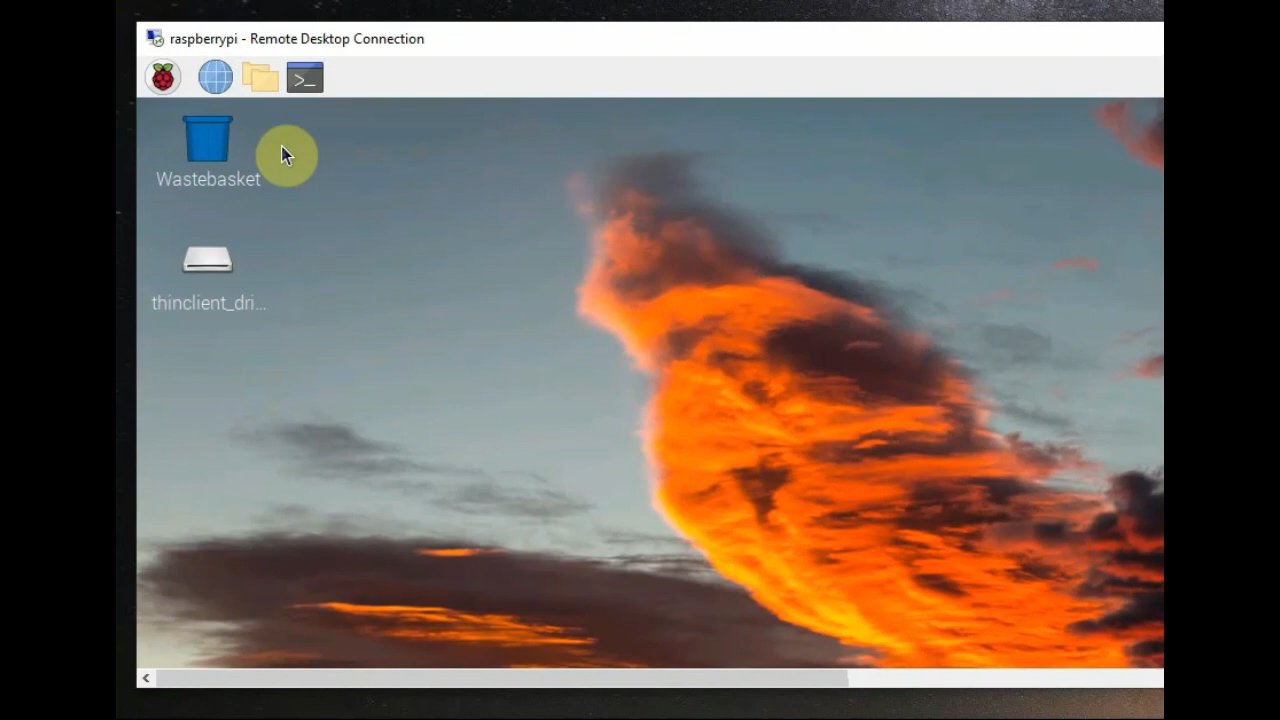 raspberrypi - Remote Desktop Connection
>_
Wastebasket
thinclient_dri...